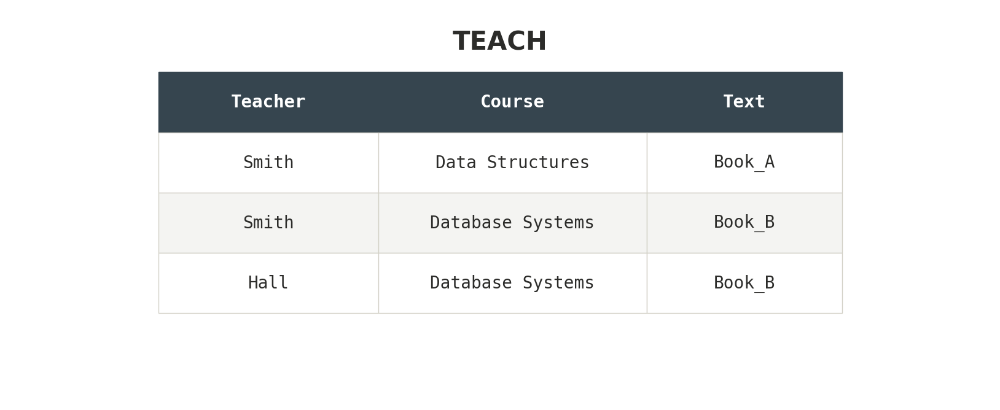 TEACH
Teacher Course Text
Smith Data Structures Book_A
Smith Database Systems Book_B
Hall Database Systems Book_B